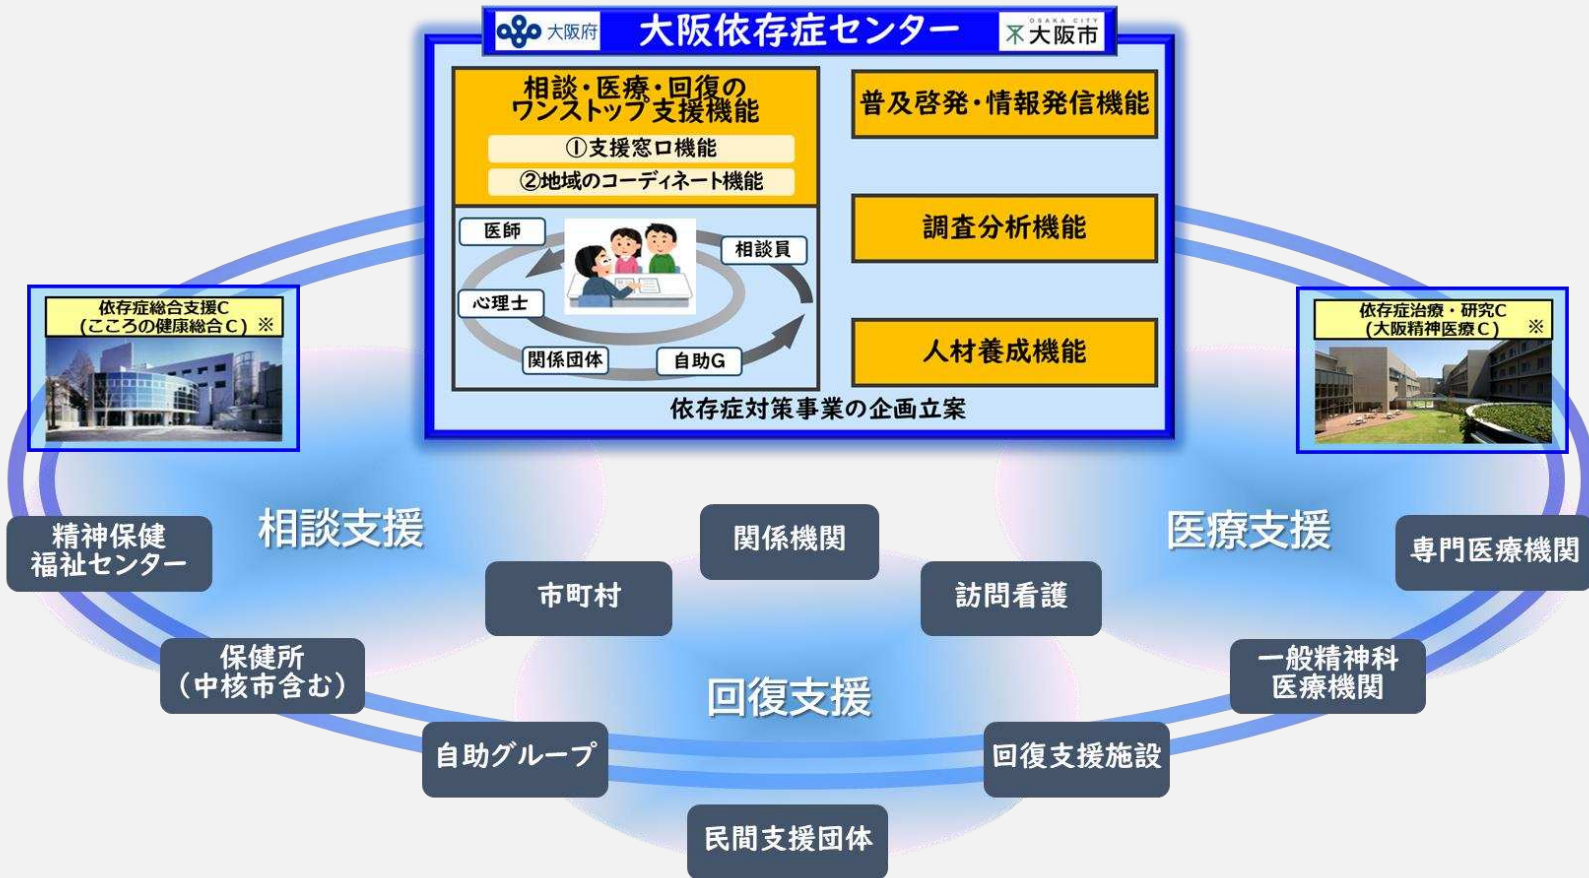 大阪府
大阪依存症センター
OSAKA CITY
大阪市
相談・医療・回復の
ワンストップ支援機能
①支援窓口機能
②地域のコーディネート機能
医師
相談員
心理士
関係団体
自助G
普及啓発・情報発信機能
調査分析機能
人材養成機能
依存症対策事業の企画立案
依存症総合支援C
(こころの健康総合C) ※
依存症治療・研究C
(大阪精神医療C) ※
相談支援
医療支援
回復支援
精神保健
福祉センター
保健所
（中核市含む）
市町村
関係機関
訪問看護
専門医療機関
一般精神科
医療機関
自助グループ
回復支援施設
民間支援団体